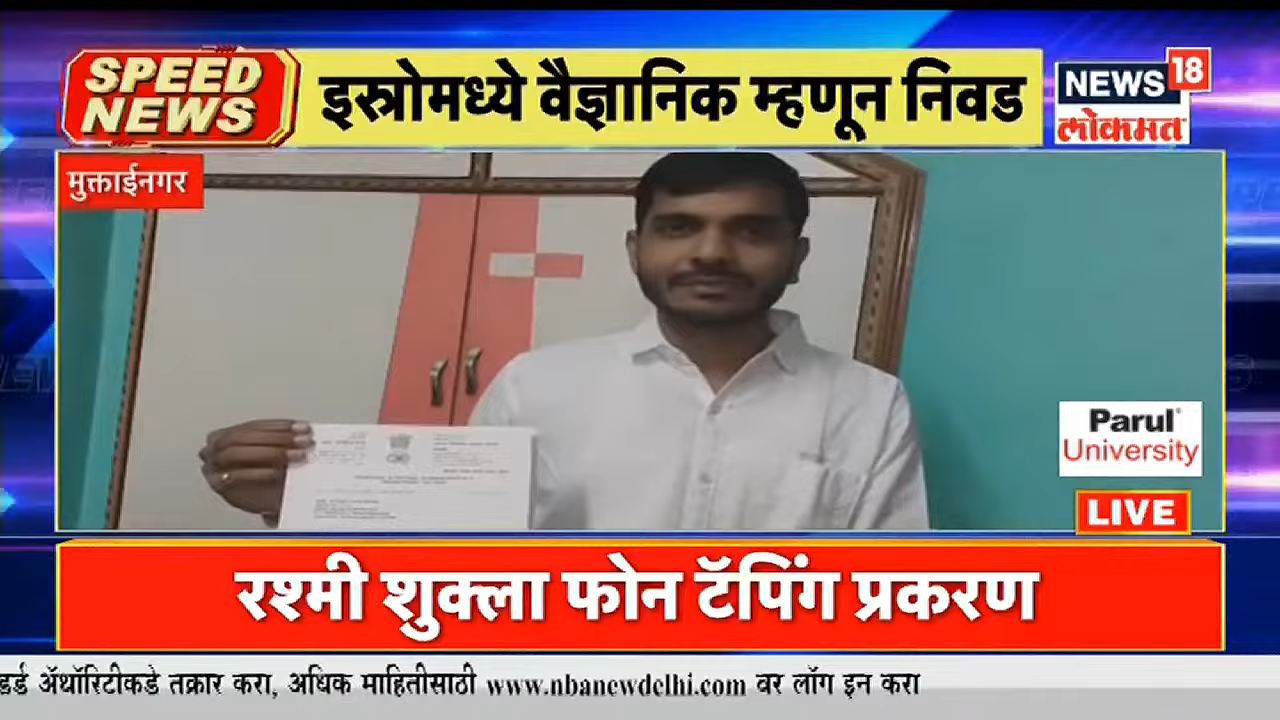 SPEED
NEWS
इस्रोमध्ये वैज्ञानिक म्हणून निवड
NEWS 18
लोकमत
मुक्ताईनगर
Parul
University
LIVE
रश्मी शुक्ला फोन टॅपिंग प्रकरण
डर्ड ॲथॉरिटीकडे तक्रार करा, अधिक माहितीसाठी www.nbanewdelhi.com वर लॉग इन करा